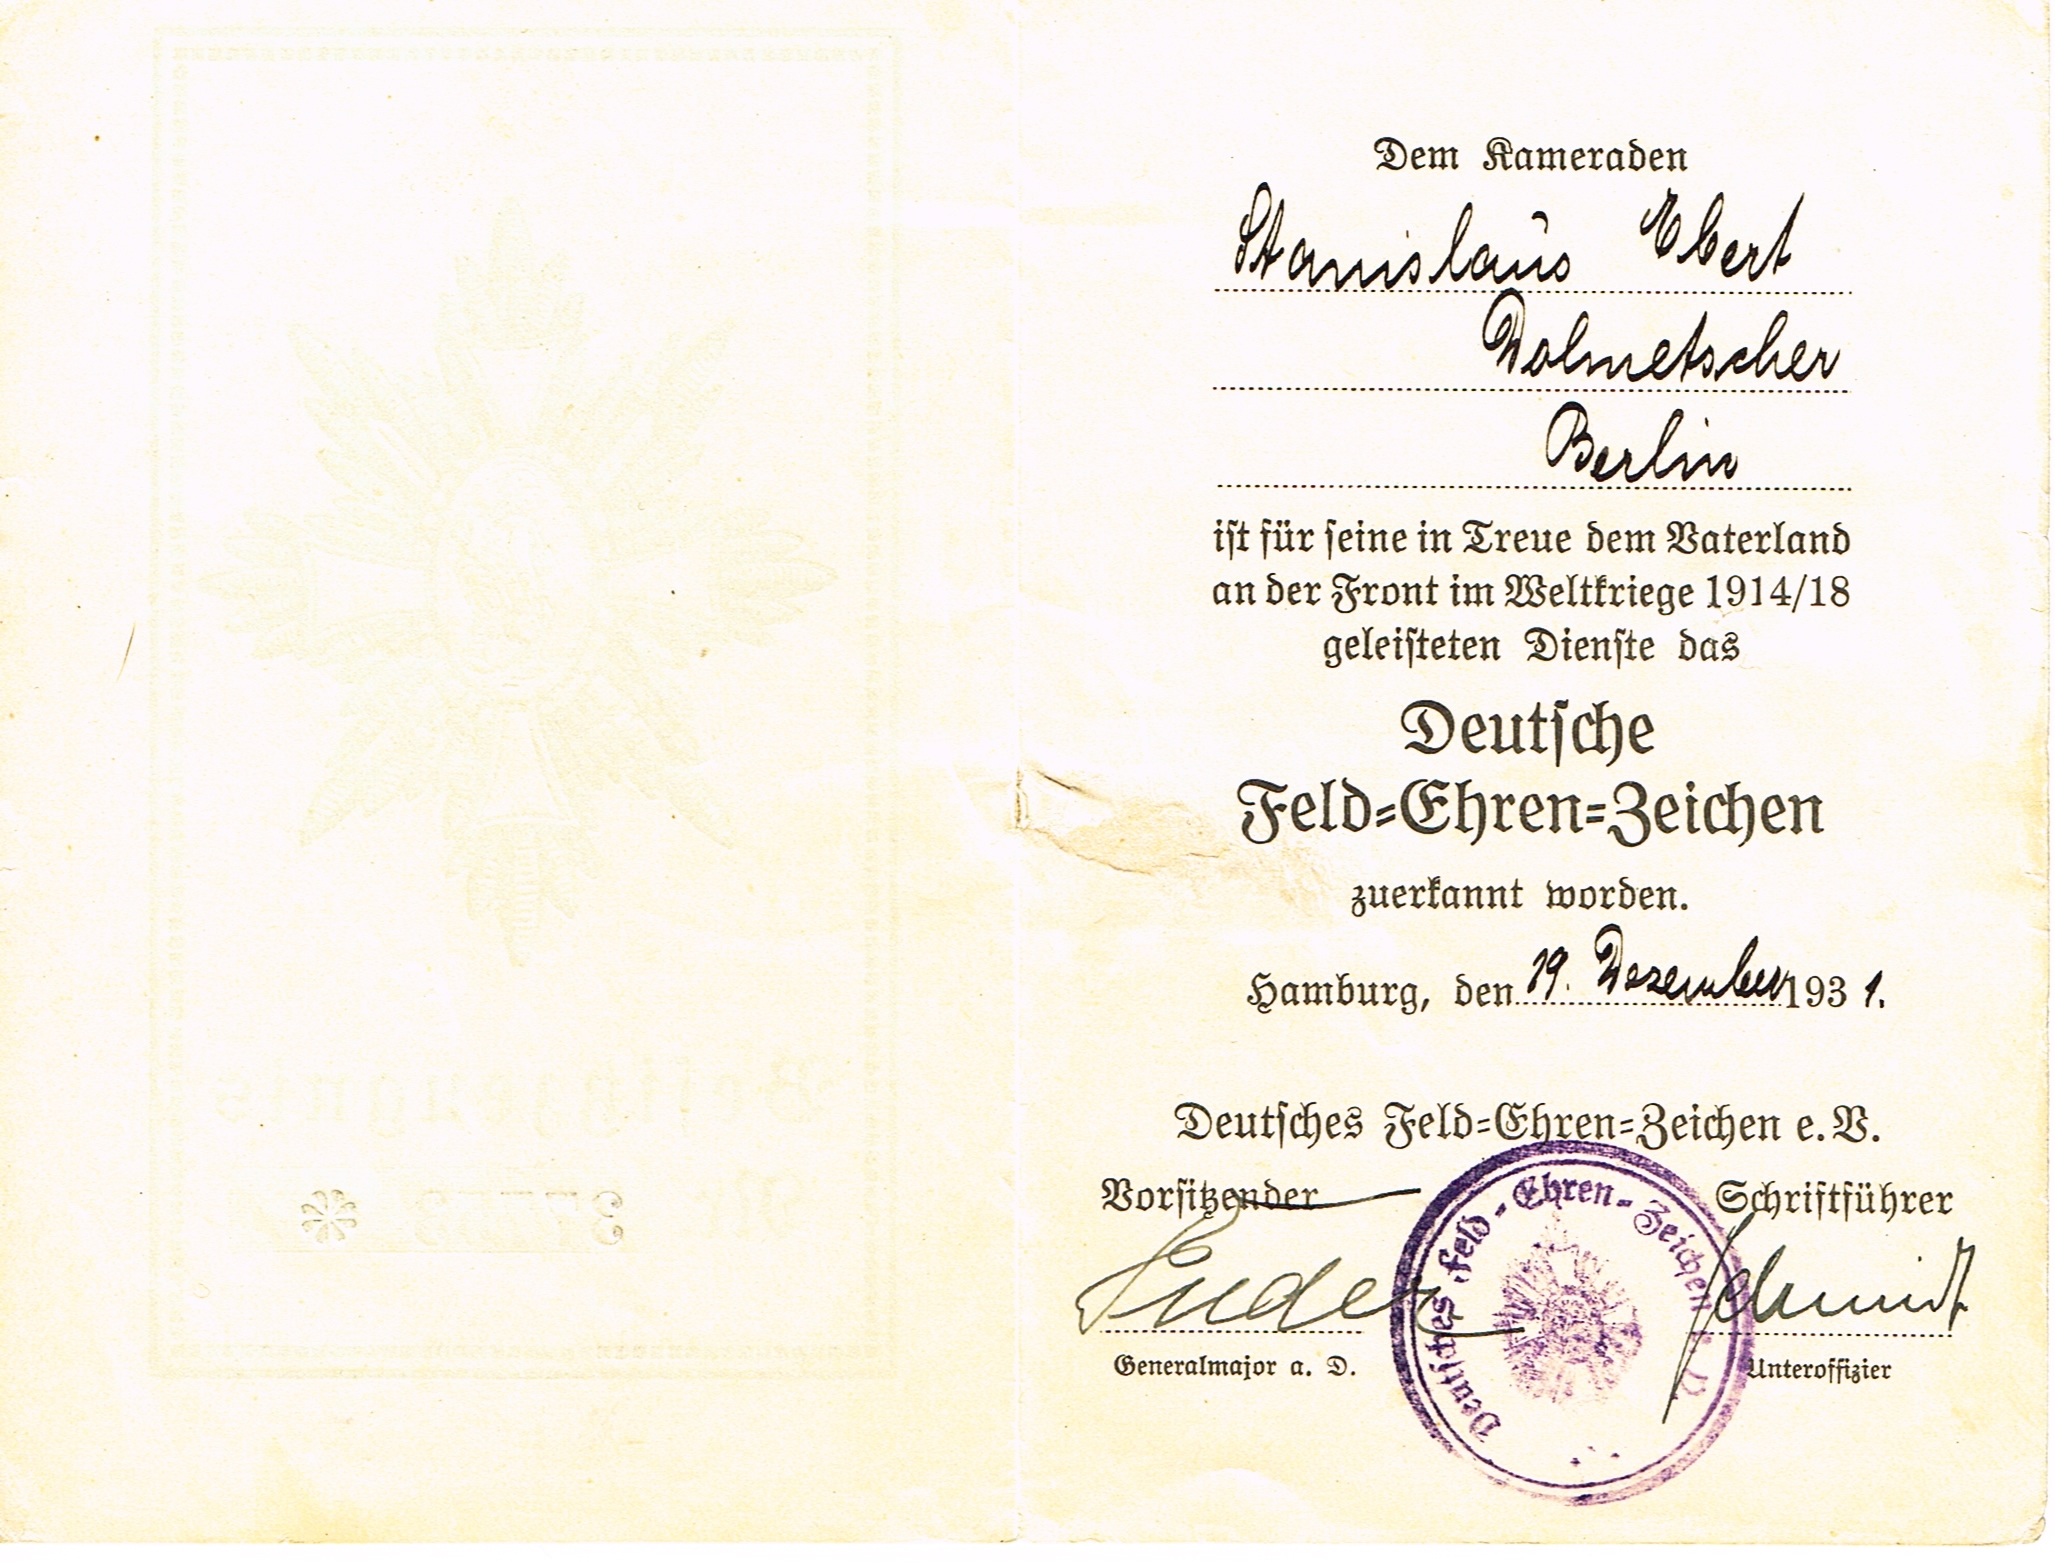 Dem Kameraden
Stanislaus Ebert
Dolmetscher
Berlin
ist für seine in Treue dem Vaterland
an der Front im Weltkriege 1914/18
geleisteten Dienste das
Deutsche
Feld=Ehren=Zeichen
zuerkannt worden.
Hamburg, den 19. Dezember 1931.
Deutsches Feld=Ehren=Zeichen e. V.
Vorsitzender
Schriftführer
Schmidt
Generalmajor a. D.
Unteroffizier
Deutsches Feld-Ehren-Zeichen e. V.
Besitzzeugnis